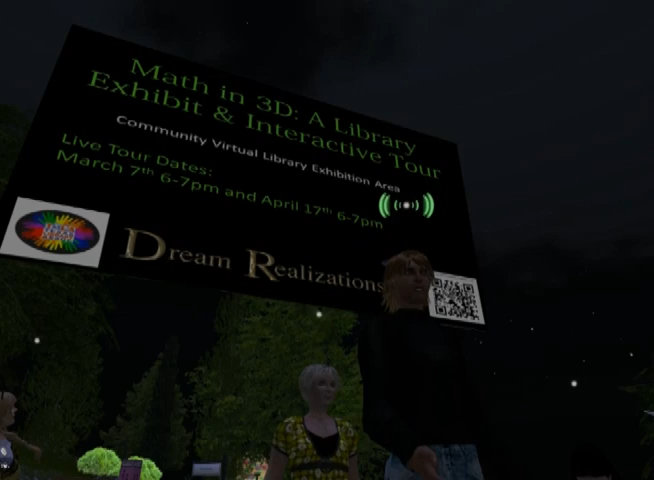 Math in 3D: A Library
Exhibit & Interactive Tour
Community Virtual Library Exhibition Area
Live Tour Dates:
March 7th 6-7pm and April 17th 6-7pm
Dream Realizations